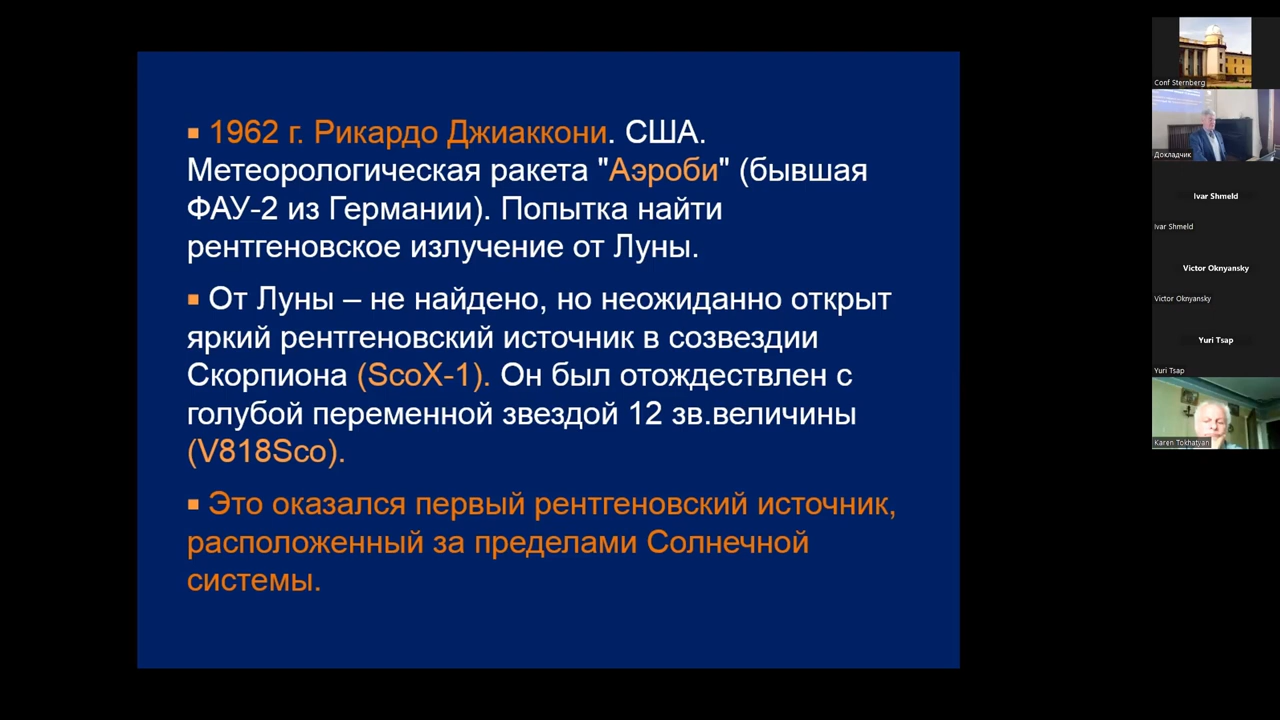 ▪ 1962 г. Рикардо Джиаккони. США.
Метеорологическая ракета "Аэроби" (бывшая
ФАУ-2 из Германии). Попытка найти
рентгеновское излучение от Луны.
▪ От Луны – не найдено, но неожиданно открыт
яркий рентгеновский источник в созвездии
Скорпиона (ScoX-1). Он был отождествлен с
голубой переменной звездой 12 зв.величины
(V818Sco).
▪ Это оказался первый рентгеновский источник,
расположенный за пределами Солнечной
системы.
Conf Sternberg
Докладчик
Ivar Shmeld
Ivar Shmeld
Victor Oknyansky
Victor Oknyansky
Yuri Tsap
Yuri Tsap
Karen Tokhatyan